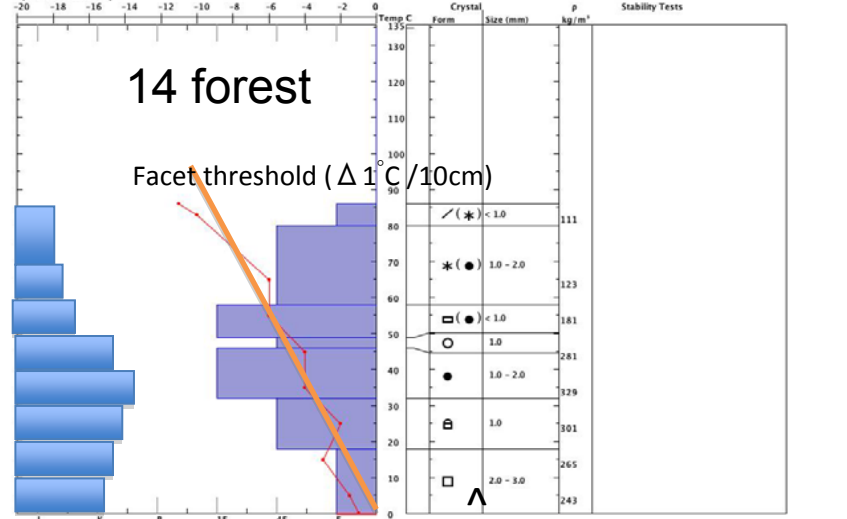 -20 -18 -16 -14 -12 -10 -8 -6 -4 -2 0
Temp C
Crystal
Form Size (mm)
ρ
kg/m³
Stability Tests
135
130
120
110
100
90
80
70
60
50
40
30
20
10
0
14 forest
Facet threshold ( Δ 1°C /10cm)
< 1.0
111
1.0 - 2.0
123
< 1.0
181
1.0
281
1.0 - 2.0
329
1.0
301
265
2.0 - 3.0
243